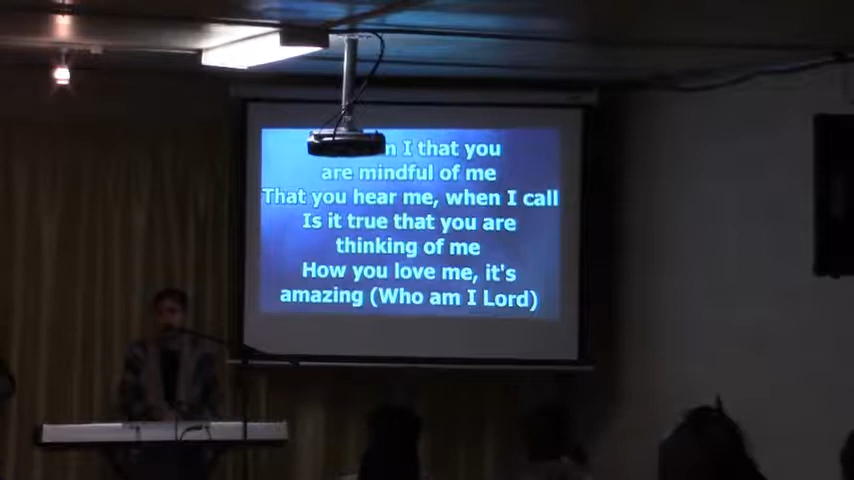 I that you
are mindful of me
That you hear me, when I call
Is it true that you are
thinking of me
How you love me, it's
amazing (Who am I Lord)